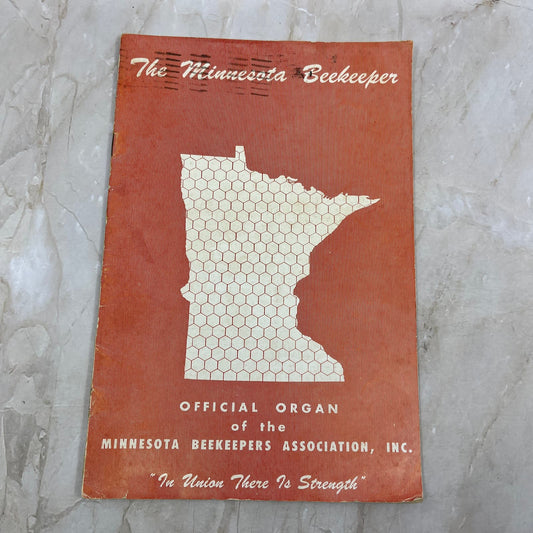 The Minnesota Beekeeper
OFFICIAL ORGAN
of the
MINNESOTA BEEKEEPERS ASSOCIATION, INC.
"In Union There Is Strength"